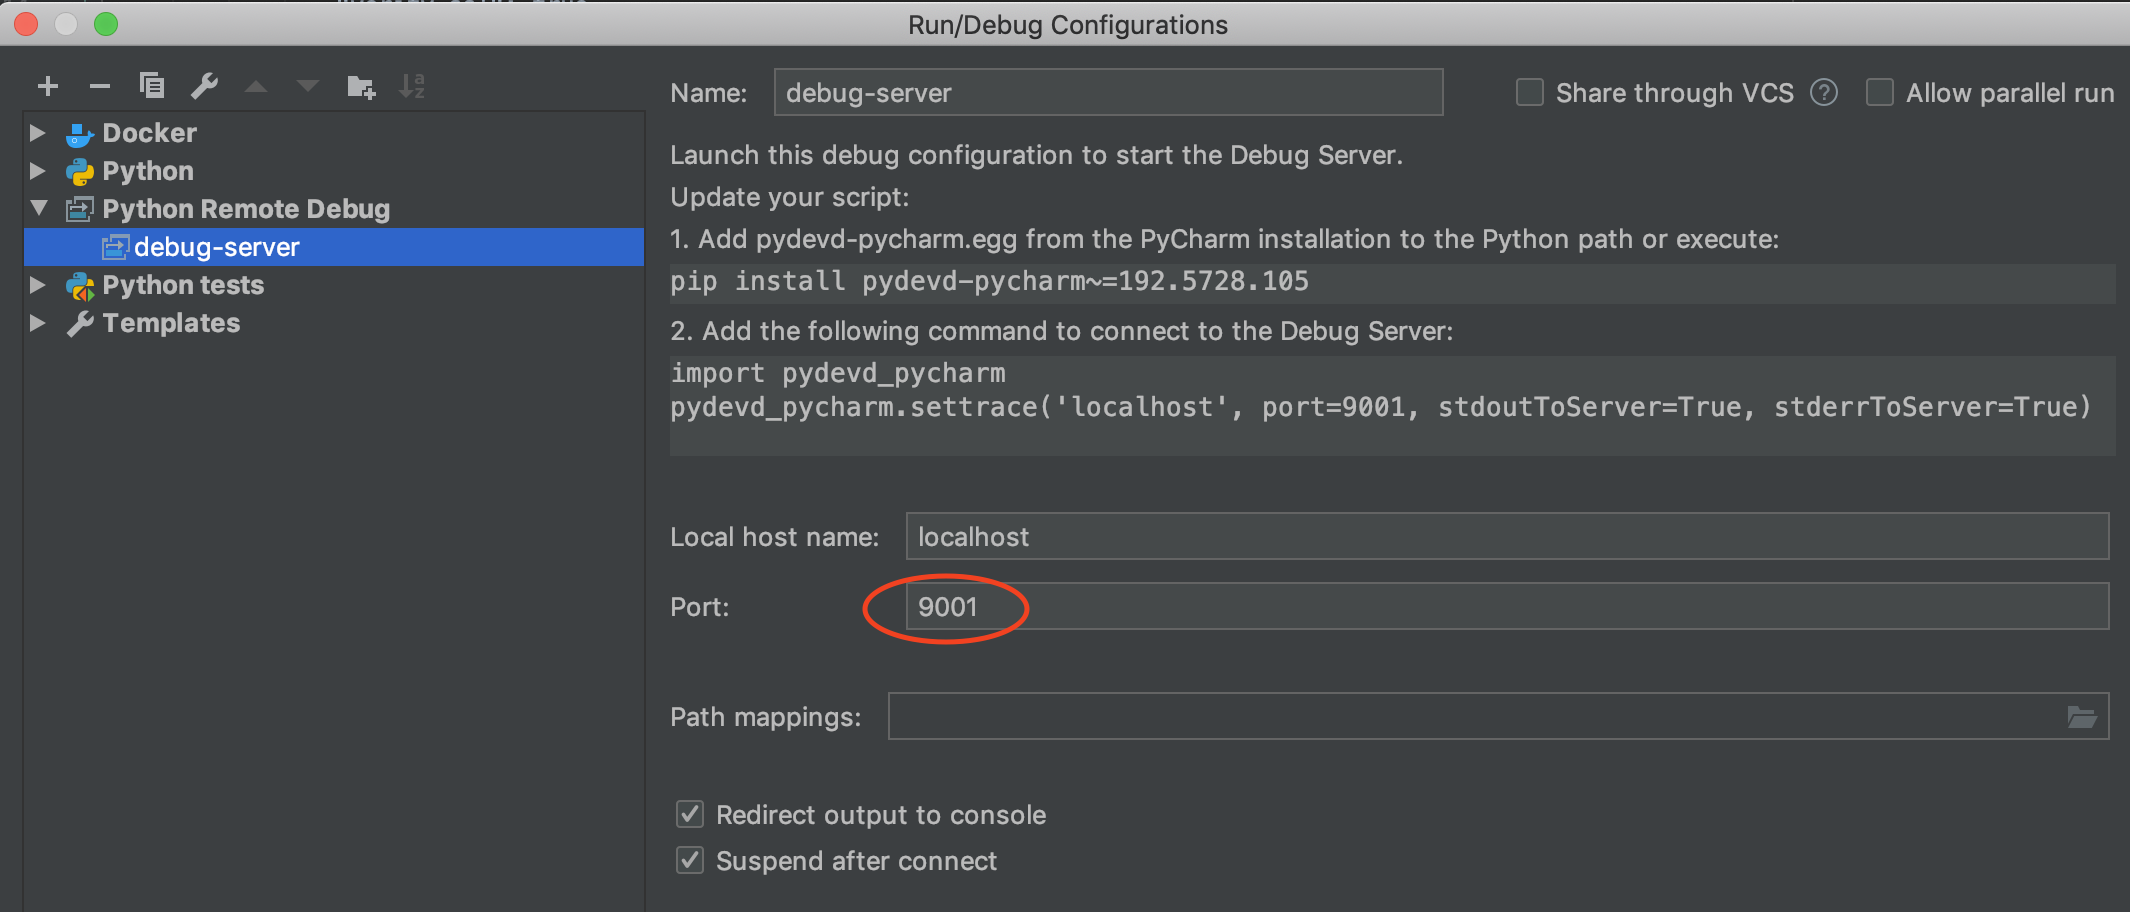 Run/Debug Configurations
Name: debug-server Share through VCS ? Allow parallel run
Docker
Python
Python Remote Debug
debug-server
Python tests
Templates
Launch this debug configuration to start the Debug Server.
Update your script:
1. Add pydevd-pycharm.egg from the PyCharm installation to the Python path or execute:
pip install pydevd-pycharm~=192.5728.105
2. Add the following command to connect to the Debug Server:
import pydevd_pycharm
pydevd_pycharm.settrace('localhost', port=9001, stdoutToServer=True, stderrToServer=True)
Local host name: localhost
Port: 9001
Path mappings:
Redirect output to console
Suspend after connect